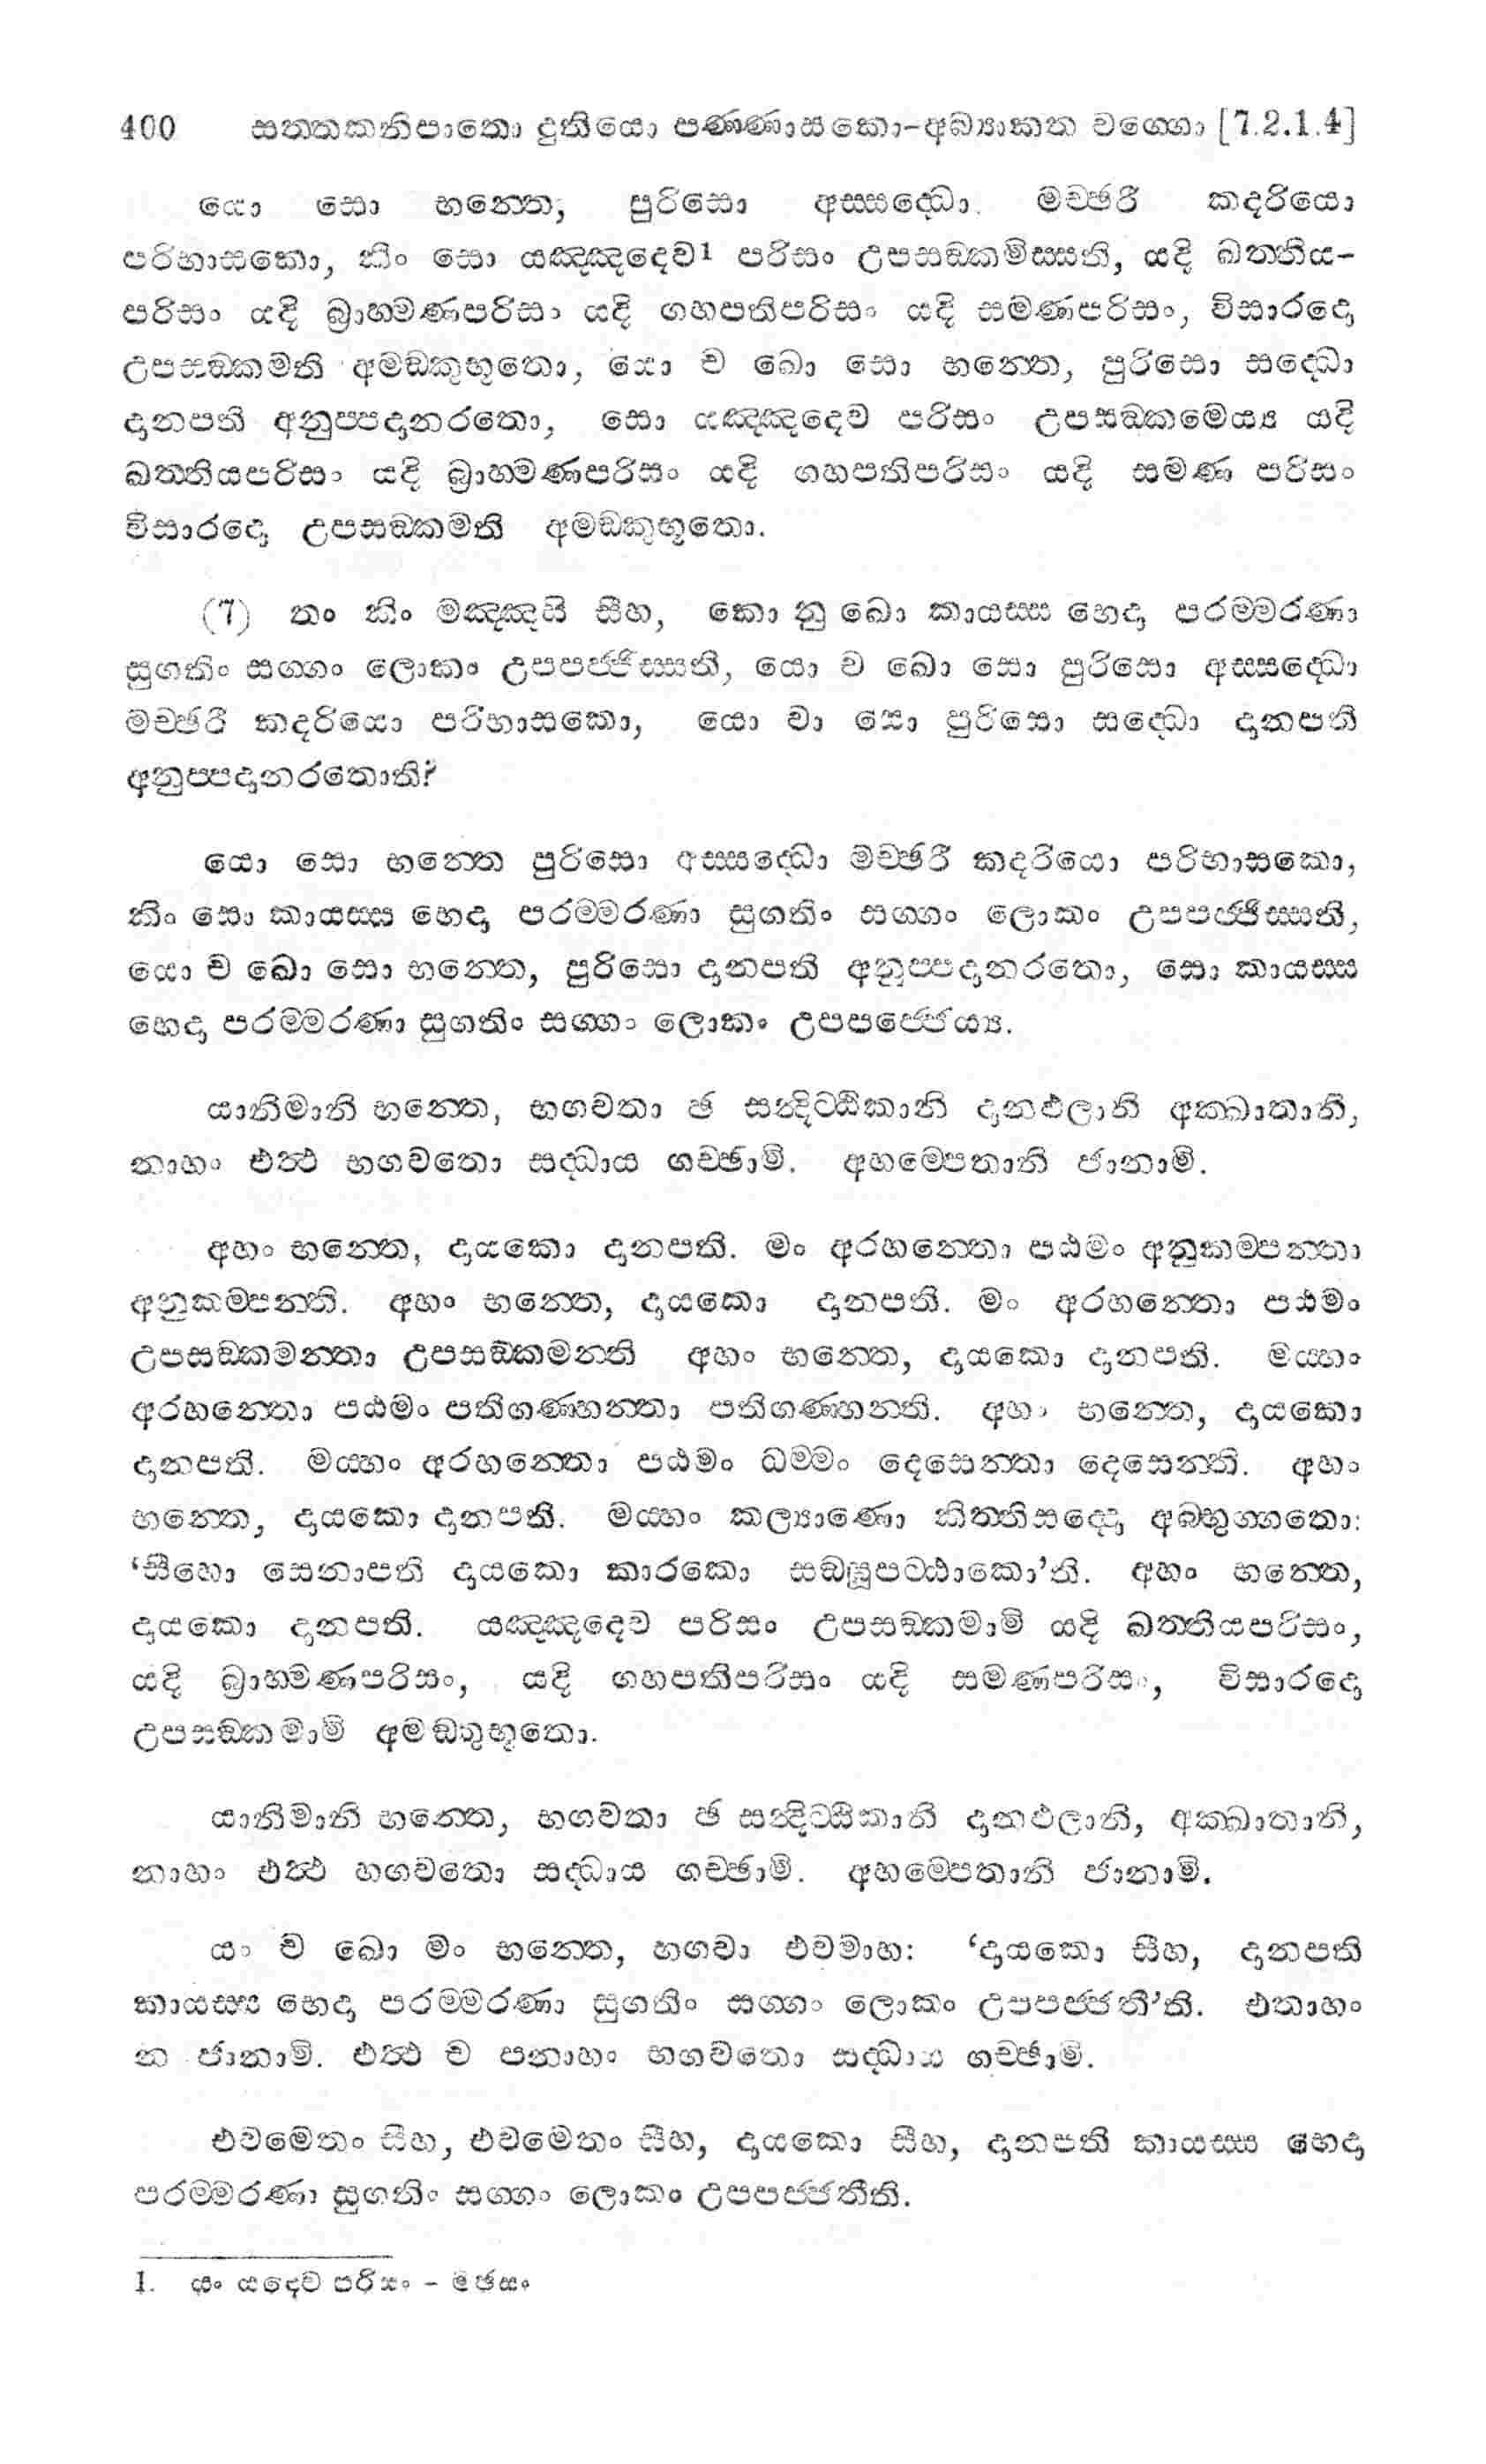 400 සත්තකනිපාතො දුතියො පණ්ණාසකො-අබ්‍යාකත වග්ගො [7.2.1.4]
යො සො භන්තෙ, පුරිසො අස්සද්ධො මච්ඡරී කදරියො
පරිභාසකො, කිං සො යඤ්ඤදෙව1 පරිසං උපසඞ්කමිස්සති, යදි ඛත්තිය-
පරිසං යදි බ්‍රාහ්මණපරිසං යදි ගහපතිපරිසං යදි සමණපරිසං, විසාරදො
උපසඞ්කමති අමඞ්කුභූතො, යො ච ඛො සො භන්තෙ, පුරිසො සද්ධො
දානපති අනුප්පදානරතො, සො යඤ්ඤදෙව පරිසං උපසඞ්කමෙය්‍ය යදි
ඛත්තියපරිසං යදි බ්‍රාහ්මණපරිසං යදි ගහපතිපරිසං යදි සමණ පරිසං
විසාරදො උපසඞ්කමති අමඞ්කුභූතො.
(7) තං කිං මඤ්ඤසි සීහ, කො නු ඛො කායස්ස භෙදා පරම්මරණා
සුගතිං සග්ගං ලොකං උපපජ්ජිස්සති, යො ච ඛො සො පුරිසො අස්සද්ධො
මච්ඡරී කදරියො පරිභාසකො, යො වා සො පුරිසො සද්ධො දානපති
අනුප්පදානරතොති?
යො සො භන්තෙ පුරිසො අස්සද්ධො මච්ඡරී කදරියො පරිභාසකො,
කිං සො කායස්ස භෙදා පරම්මරණා සුගතිං සග්ගං ලොකං උපපජ්ජිස්සති,
යො ච ඛො සො භන්තෙ, පුරිසො දානපති අනුප්පදානරතො, සො කායස්ස
භෙදා පරම්මරණා සුගතිං සග්ගං ලොකං උපපජ්ජෙය්‍ය.
යානිමානි භන්තෙ, භගවතා ඡ සන්දිට්ඨිකානි දානඵලානි අක්ඛාතානි,
නාහං එත්ථ භගවතො සද්ධාය ගච්ඡාමි. අහම්පෙතානි ජානාමි.
අහං භන්තෙ, දායකො දානපති. මං අරහන්තො පඨමං අනුකම්පන්තා
අනුකම්පන්ති. අහං භන්තෙ, දායකො දානපති. මං අරහන්තො පඨමං
උපසඞ්කමන්තා උපසඞ්කමන්ති අහං භන්තෙ, දායකො දානපති. මය්හං
අරහන්තො පඨමං පතිගණ්හන්තා පතිගණ්හන්ති. අහං භන්තෙ, දායකො
දානපති. මය්හං අරහන්තො පඨමං ධම්මං දෙසෙන්තා දෙසෙන්ති. අහං
භන්තෙ, දායකො දානපති. මය්හං කල්‍යාණො කිත්තිසද්දො අබ්භුග්ගතො:
‘සීහො සෙනාපති දායකො කාරකො සඞ්ඝූපට්ඨාකො’ති. අහං භන්තෙ,
දායකො දානපති. යඤ්ඤදෙව පරිසං උපසඞ්කමාමි යදි ඛත්තියපරිසං,
යදි බ්‍රාහ්මණපරිසං, යදි ගහපතිපරිසං යදි සමණපරිසං, විසාරදො
උපසඞ්කමාමි අමඞ්කුභූතො.
යානිමානි භන්තෙ, භගවතා ඡ සන්දිට්ඨිකානි දානඵලානි, අක්ඛාතානි,
නාහං එත්ථ භගවතො සද්ධාය ගච්ඡාමි. අහම්පෙතානි ජානාමි.
යං ච ඛො මං භන්තෙ, භගවා එවමාහ: ‘දායකො සීහ, දානපති
කායස්ස භෙදා පරම්මරණා සුගතිං සග්ගං ලොකං උපපජ්ජතී’ති. එතාහං
න ජානාමි. එත්ථ ච පනාහං භගවතො සද්ධාය ගච්ඡාමි.
එවමෙතං සීහ, එවමෙතං සීහ, දායකො සීහ, දානපති කායස්ස භෙදා
පරම්මරණා සුගතිං සග්ගං ලොකං උපපජ්ජතීති.
1. යං යදෙව පරිසං - මඡසං